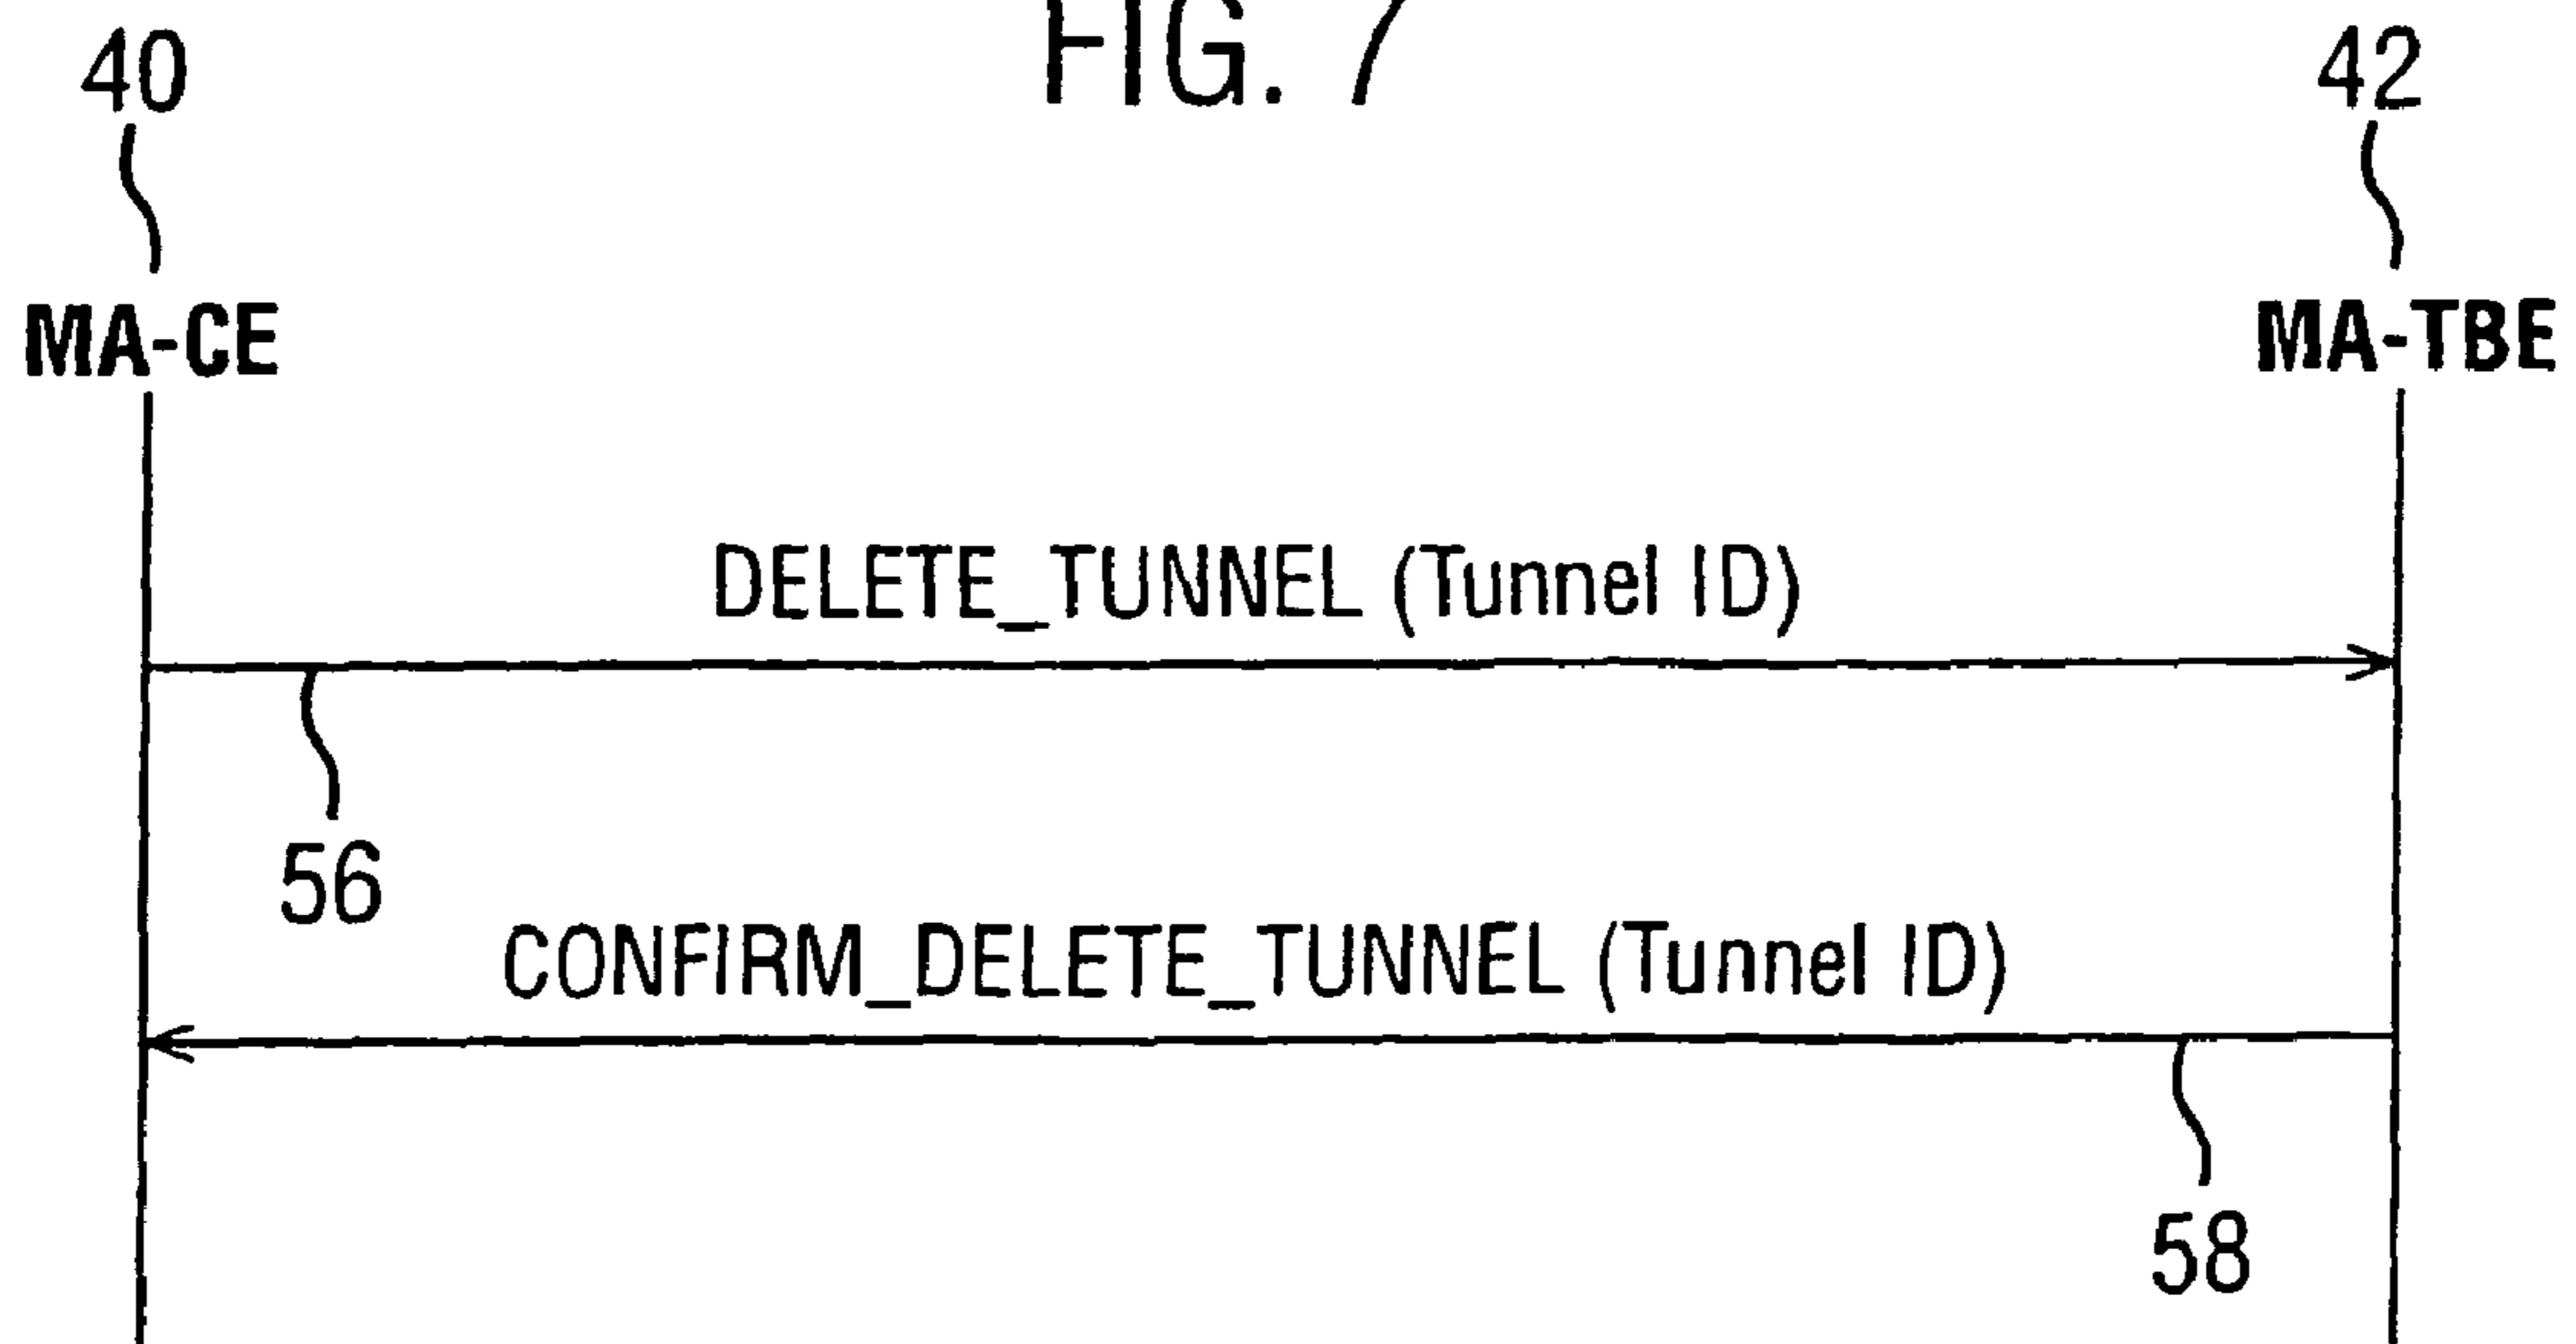 FIG. 7
40
42
MA-CE
MA-TBE
DELETE_TUNNEL (Tunnel ID)
56
CONFIRM_DELETE_TUNNEL (Tunnel ID)
58